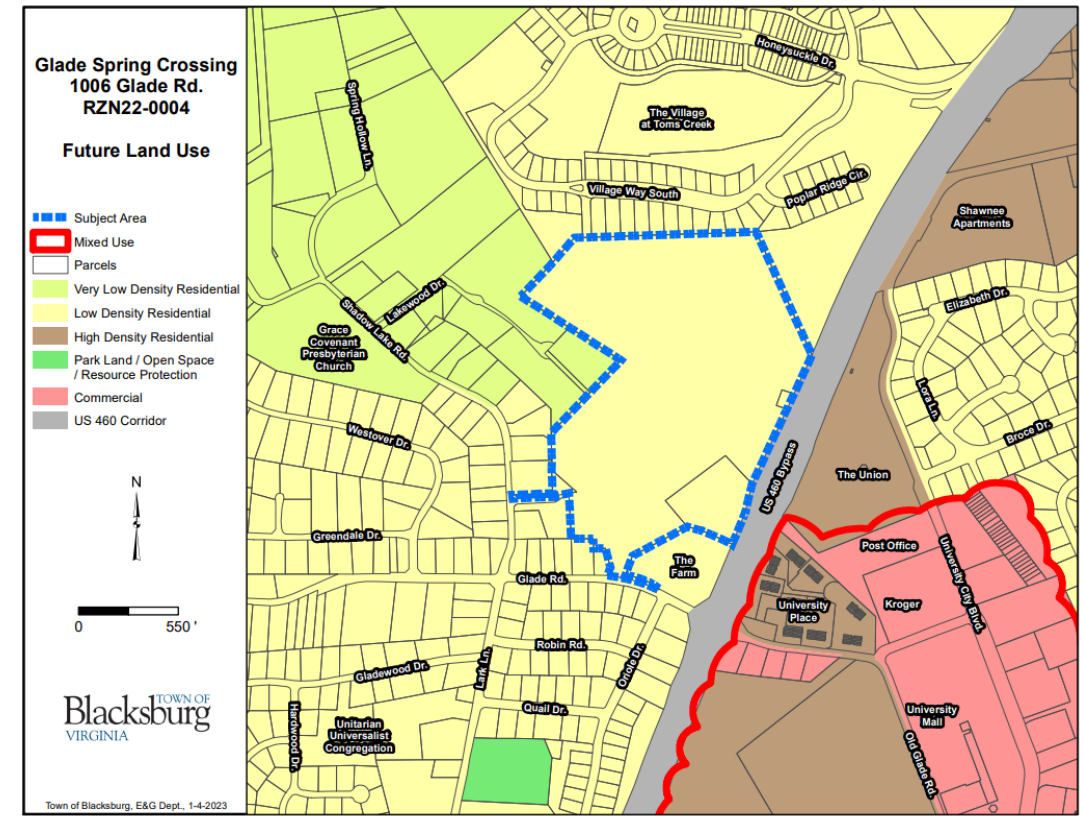 Glade Spring Crossing
1006 Glade Rd.
RZN22-0004
Future Land Use
Subject Area
Mixed Use
Parcels
Very Low Density Residential
Low Density Residential
High Density Residential
Park Land / Open Space
/ Resource Protection
Commercial
US 460 Corridor
N
0 550 '
TOWN OF
Blacksburg
VIRGINIA
Town of Blacksburg, E&G Dept., 1-4-2023
Honeysuckle Dr.
Spring Hollow Ln.
The Village
at Toms Creek
Village Way South
Poplar Ridge Cir.
Shawnee
Apartments
Elizabeth Dr.
Lakewood Dr.
Shadow Lake Rd.
Grace
Covenant
Presbyterian
Church
Lora Ln.
Broce Dr.
Westover Dr.
US 460 Bypass
The Union
Greendale Dr.
Post Office
University City Blvd.
The
Farm
Glade Rd.
Kroger
University
Place
Robin Rd.
Oriole Dr.
Lark Ln.
Gladewood Dr.
Quail Dr.
Hardwood Dr.
Unitarian
Universalist
Congregation
University
Mall
Old Glade Rd.